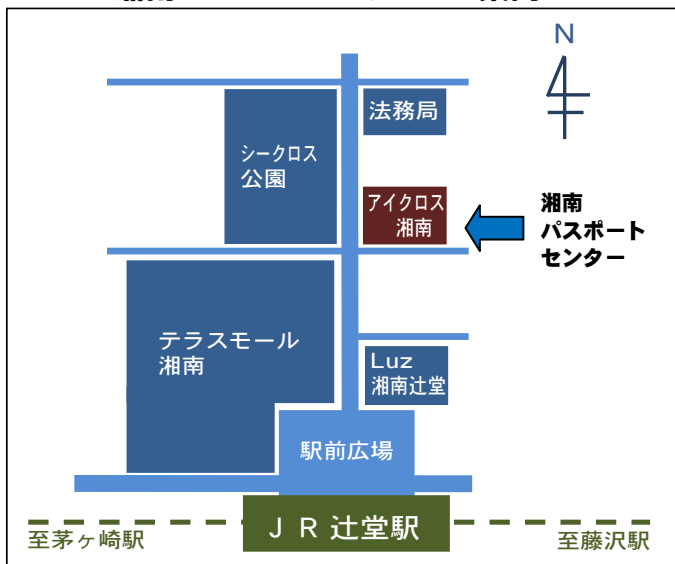 N
法務局
シークロス
公園
アイクロス
湘南
湘南
パスポート
センター
テラスモール
湘南
Luz
湘南辻堂
駅前広場
JR辻堂駅
至茅ヶ崎駅
至藤沢駅